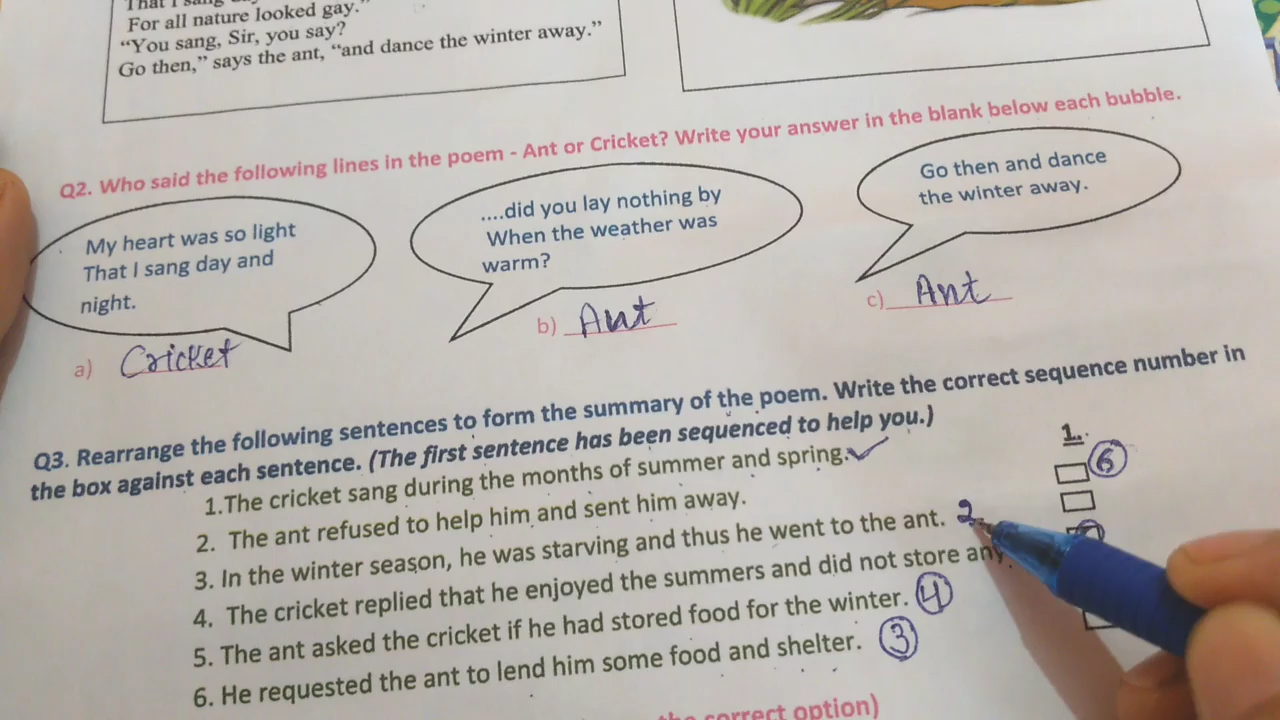 That I sang
For all nature looked gay."
"You sang, Sir, you say?
Go then," says the ant, "and dance the winter away."
Q2. Who said the following lines in the poem - Ant or Cricket? Write your answer in the blank below each bubble.
My heart was so light
That I sang day and
night.
a) Cricket
....did you lay nothing by
When the weather was
warm?
b) Ant
Go then and dance
the winter away.
c) Ant
Q3. Rearrange the following sentences to form the summary of the poem. Write the correct sequence number in
the box against each sentence. (The first sentence has been sequenced to help you.)
1.The cricket sang during the months of summer and spring. 1.
2. The ant refused to help him and sent him away. 6
3. In the winter season, he was starving and thus he went to the ant. 2
4. The cricket replied that he enjoyed the summers and did not store any
5. The ant asked the cricket if he had stored food for the winter. 4
6. He requested the ant to lend him some food and shelter. 3
correct option)